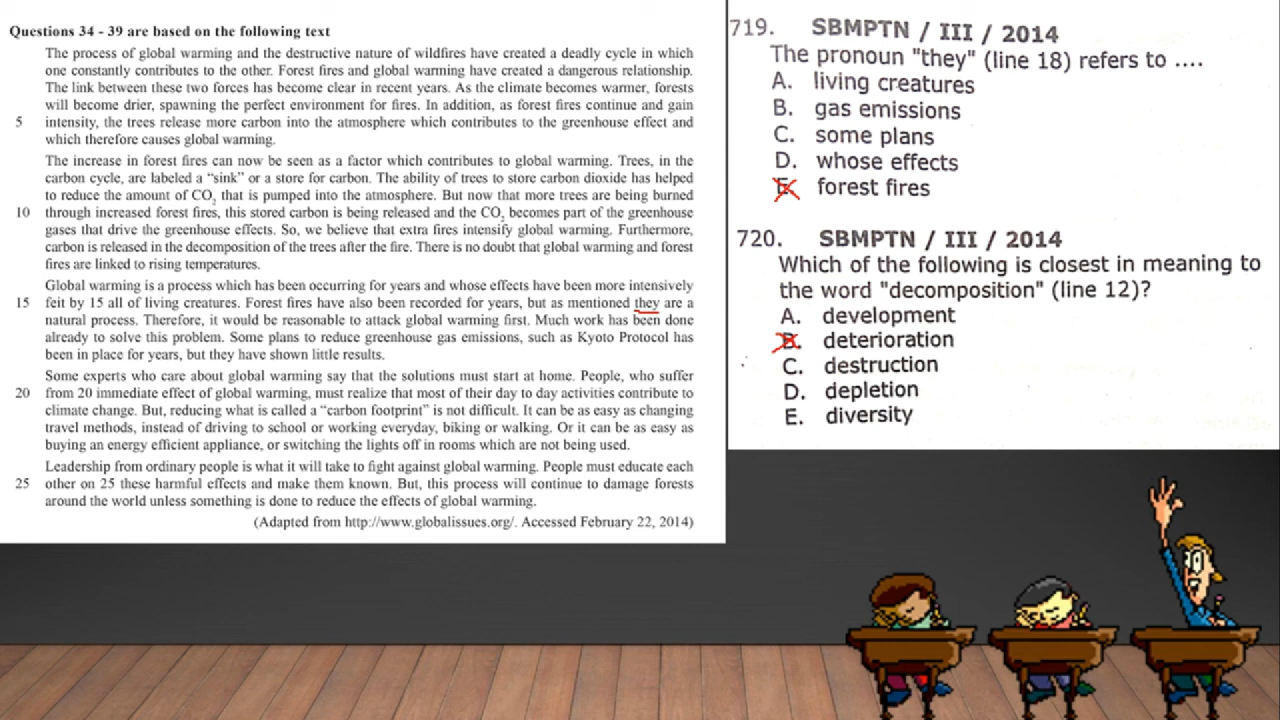 Questions 34 - 39 are based on the following text
The process of global warming and the destructive nature of wildfires have created a deadly cycle in which
one constantly contributes to the other. Forest fires and global warming have created a dangerous relationship.
The link between these two forces has become clear in recent years. As the climate becomes warmer, forests
will become drier, spawning the perfect environment for fires. In addition, as forest fires continue and gain
5 intensity, the trees release more carbon into the atmosphere which contributes to the greenhouse effect and
which therefore causes global warming.
The increase in forest fires can now be seen as a factor which contributes to global warming. Trees, in the
carbon cycle, are labeled a “sink” or a store for carbon. The ability of trees to store carbon dioxide has helped
to reduce the amount of CO₂ that is pumped into the atmosphere. But now that more trees are being burned
10 through increased forest fires, this stored carbon is being released and the CO₂ becomes part of the greenhouse
gases that drive the greenhouse effects. So, we believe that extra fires intensify global warming. Furthermore,
carbon is released in the decomposition of the trees after the fire. There is no doubt that global warming and forest
fires are linked to rising temperatures.
Global warming is a process which has been occurring for years and whose effects have been more intensively
15 feit by 15 all of living creatures. Forest fires have also been recorded for years, but as mentioned they are a
natural process. Therefore, it would be reasonable to attack global warming first. Much work has been done
already to solve this problem. Some plans to reduce greenhouse gas emissions, such as Kyoto Protocol has
been in place for years, but they have shown little results.
Some experts who care about global warming say that the solutions must start at home. People, who suffer
20 from 20 immediate effect of global warming, must realize that most of their day to day activities contribute to
climate change. But, reducing what is called a “carbon footprint” is not difficult. It can be as easy as changing
travel methods, instead of driving to school or working everyday, biking or walking. Or it can be as easy as
buying an energy efficient appliance, or switching the lights off in rooms which are not being used.
Leadership from ordinary people is what it will take to fight against global warming. People must educate each
25 other on 25 these harmful effects and make them known. But, this process will continue to damage forests
around the world unless something is done to reduce the effects of global warming.
(Adapted from http://www.globalissues.org/. Accessed February 22, 2014)
719. SBMPTN / III / 2014
The pronoun "they" (line 18) refers to ....
A. living creatures
B. gas emissions
C. some plans
D. whose effects
E. forest fires
720. SBMPTN / III / 2014
Which of the following is closest in meaning to
the word "decomposition" (line 12)?
A. development
B. deterioration
C. destruction
D. depletion
E. diversity